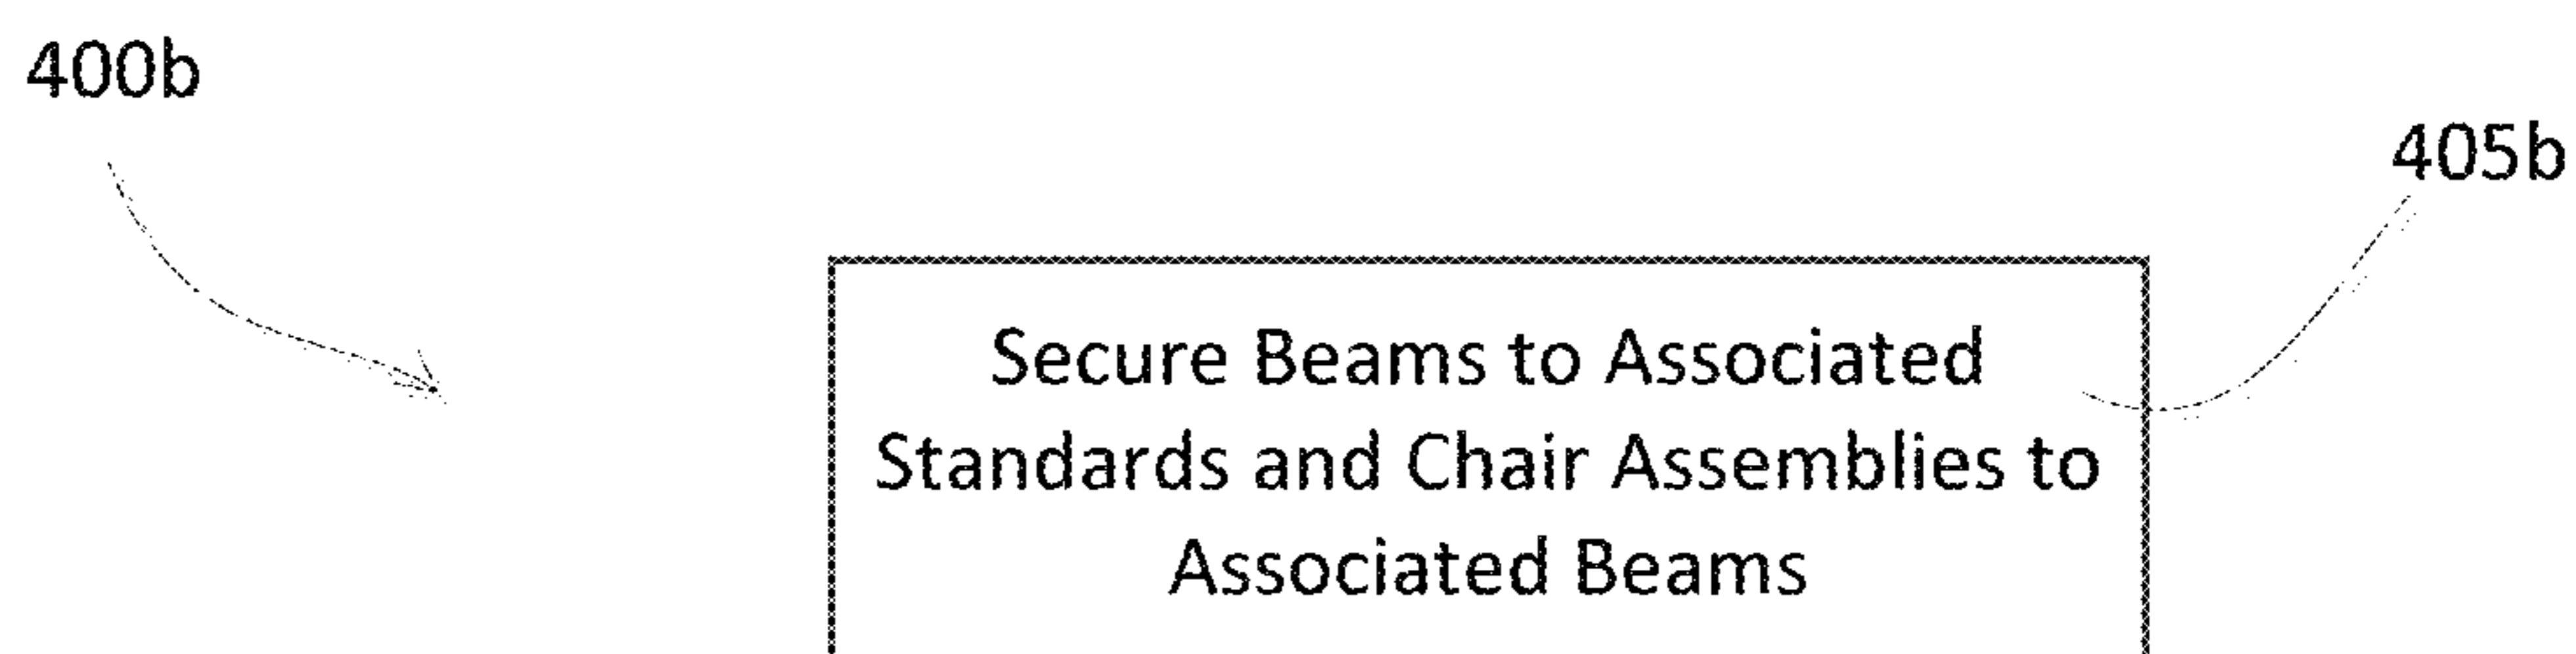 400b
405b
Secure Beams to Associated
Standards and Chair Assemblies to
Associated Beams